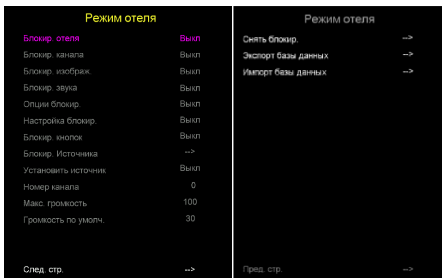 Режим отеля
Блокир. отеля Выкл
Блокир. канала Выкл
Блокир. изображ. Выкл
Блокир. звука Выкл
Опции блокир. Выкл
Настройка блокир. Выкл
Блокир. кнопок Выкл
Блокир. Источника -->
Установить источник Выкл
Номер канала 0
Макс. громкость 100
Громкость по умолч. 30
След. стр. -->
Режим отеля
Снять блокир. -->
Экспорт базы данных -->
Импорт базы данных -->
Пред. стр. -->